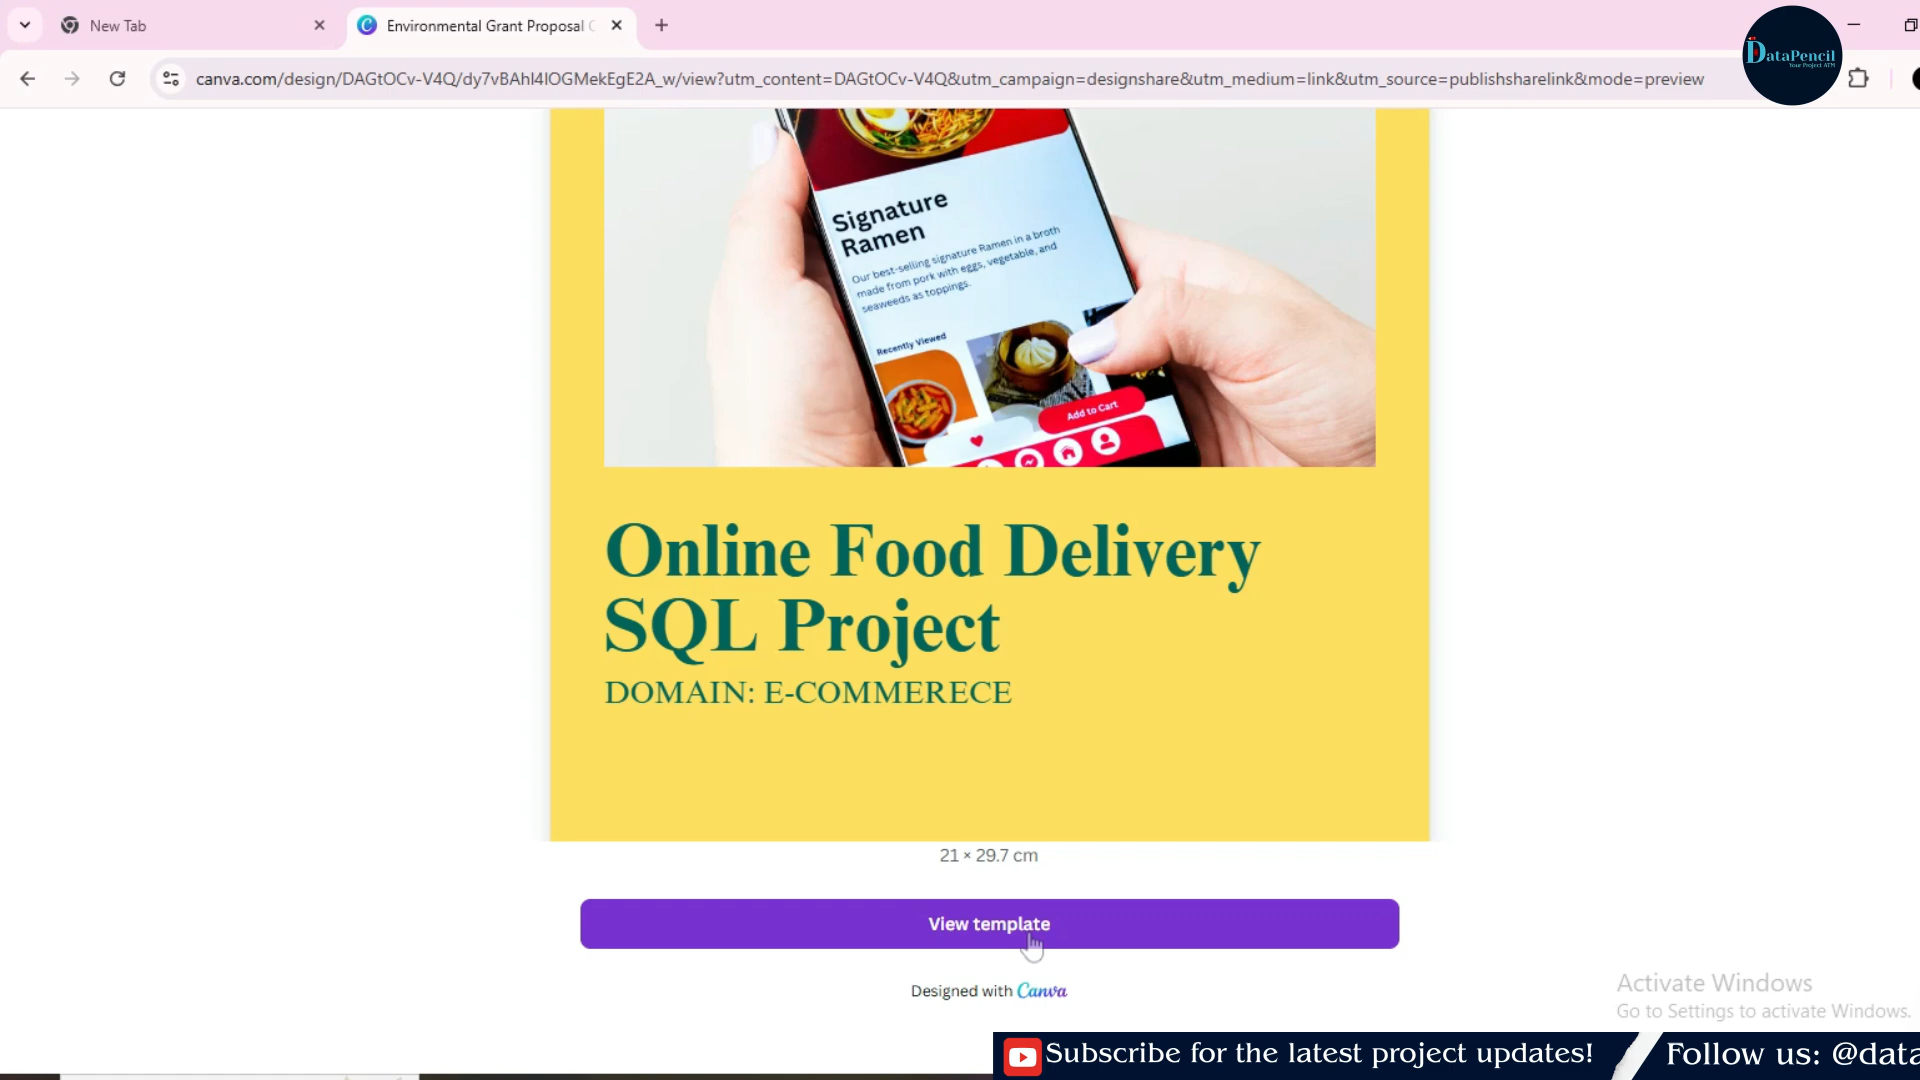 New Tab
Environmental Grant Proposal
canva.com/design/DAGtOCv-V4Q/dy7vBAhl4lOGMekEgE2A_w/view?utm_content=DAGtOCv-V4Q&utm_campaign=designshare&utm_medium=link&utm_source=publishsharelink&mode=preview
DataPencil
Your Project ATM
Signature
Ramen
Our best-selling signature Ramen in a broth
made from pork with eggs, vegetable, and
seaweeds as toppings.
Recently Viewed
Add to Cart
Online Food Delivery
SQL Project
DOMAIN: E-COMMERECE
21 × 29.7 cm
View template
Designed with Canva
Activate Windows
Go to Settings to activate Windows.
Subscribe for the latest project updates!
Follow us: @data